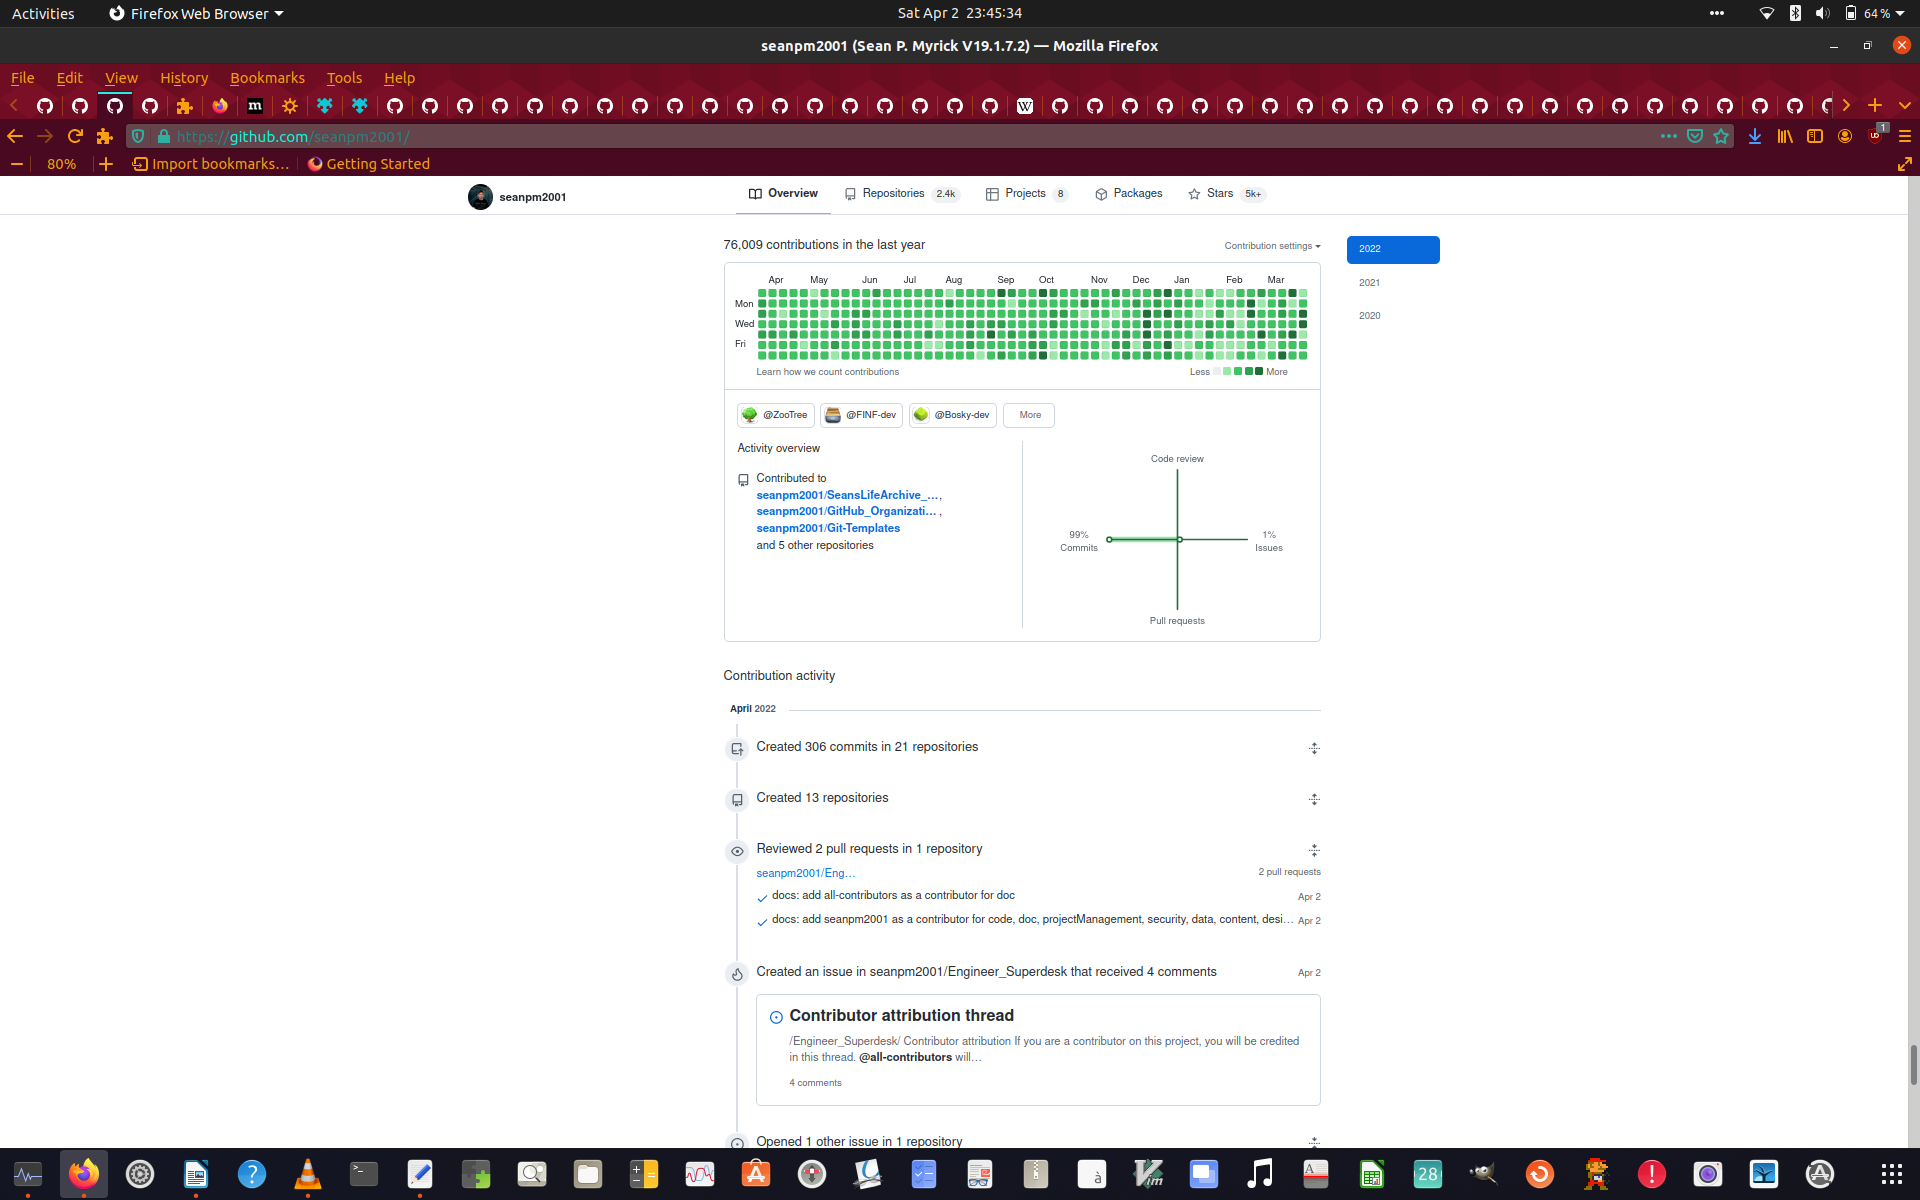 Activities
Firefox Web Browser
Sat Apr 2 23:45:34
64 %
seanpm2001 (Sean P. Myrick V19.1.7.2) — Mozilla Firefox
File Edit View History Bookmarks Tools Help
https://github.com/seanpm2001/
1
80%
Import bookmarks...
Getting Started
seanpm2001
Overview
Repositories 2.4k
Projects 8
Packages
Stars 5k+
76,009 contributions in the last year
Contribution settings
2022
2021
2020
Apr May Jun Jul Aug Sep Oct Nov Dec Jan Feb Mar
Mon
Wed
Fri
Learn how we count contributions
Less More
@ZooTree
@FINF-dev
@Bosky-dev
More
Activity overview
Contributed to
seanpm2001/SeansLifeArchive_...,
seanpm2001/GitHub_Organizati... ,
seanpm2001/Git-Templates
and 5 other repositories
Code review
99%
Commits
1%
Issues
Pull requests
Contribution activity
April 2022
Created 306 commits in 21 repositories
Created 13 repositories
Reviewed 2 pull requests in 1 repository
seanpm2001/Eng...
2 pull requests
docs: add all-contributors as a contributor for doc
Apr 2
docs: add seanpm2001 as a contributor for code, doc, projectManagement, security, data, content, desi...
Apr 2
Created an issue in seanpm2001/Engineer_Superdesk that received 4 comments
Apr 2
Contributor attribution thread
/Engineer_Superdesk/ Contributor attribution If you are a contributor on this project, you will be credited
in this thread. @all-contributors will...
4 comments
Opened 1 other issue in 1 repository
28